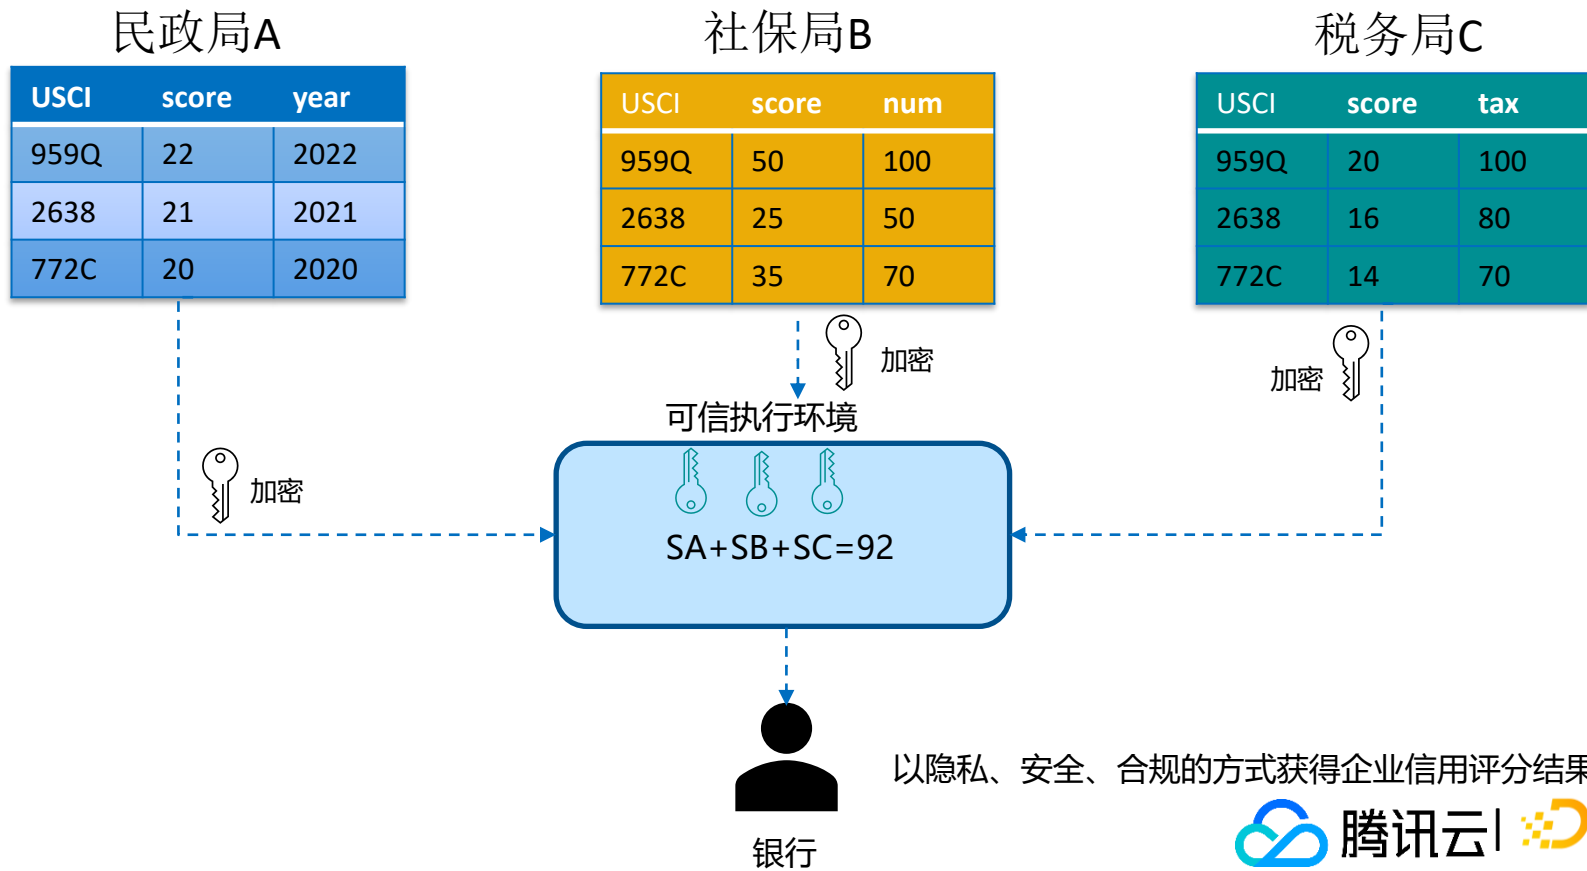 民政局A
USCI score year
959Q 22 2022
2638 21 2021
772C 20 2020
社保局B
USCI score num
959Q 50 100
2638 25 50
772C 35 70
税务局C
USCI score tax
959Q 20 100
2638 16 80
772C 14 70
加密
加密
加密
可信执行环境
SA+SB+SC=92
银行
以隐私、安全、合规的方式获得企业信用评分结果
腾讯云